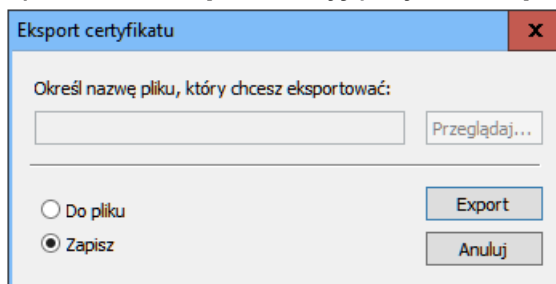 Eksport certyfikatu
x
Określ nazwę pliku, który chcesz eksportować:
Przeglądaj...
Do pliku
Export
Zapisz
Anuluj